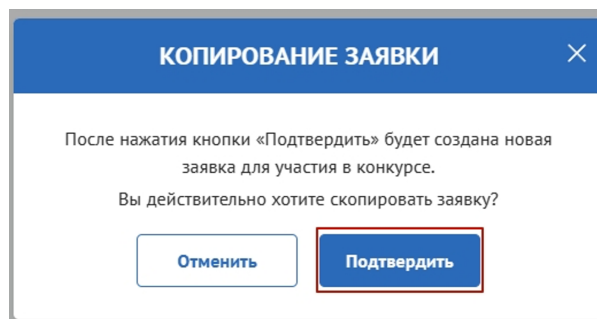 КОПИРОВАНИЕ ЗАЯВКИ
После нажатия кнопки «Подтвердить» будет создана новая
заявка для участия в конкурсе.
Вы действительно хотите скопировать заявку?
Отменить
Подтвердить